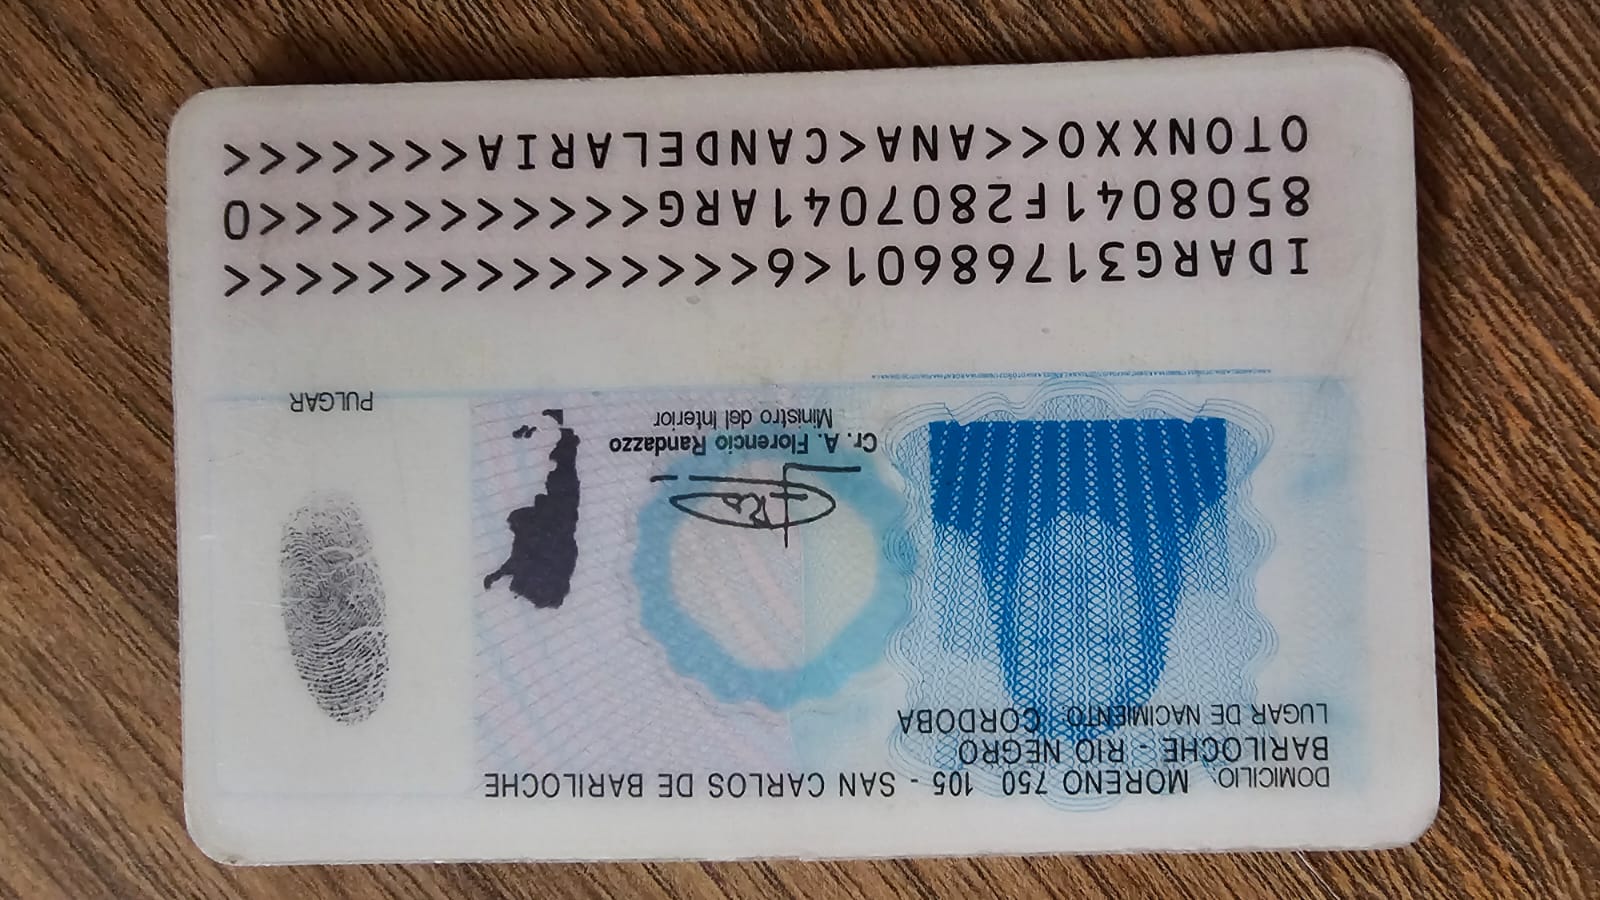 DOMICILIO: MORENO 750 105 - SAN CARLOS DE BARILOCHE
BARILOCHE - RIO NEGRO
LUGAR DE NACIMIENTO: CORDOBA
Cr. A. Florencio Randazzo
Ministro del Interior
PULGAR
IDARG31768601<6<<<<<<<<<<<<<<<
8508041F2807041ARG<<<<<<<<<<<0
OTONXXO<<ANA<CANDELARIA<<<<<<<